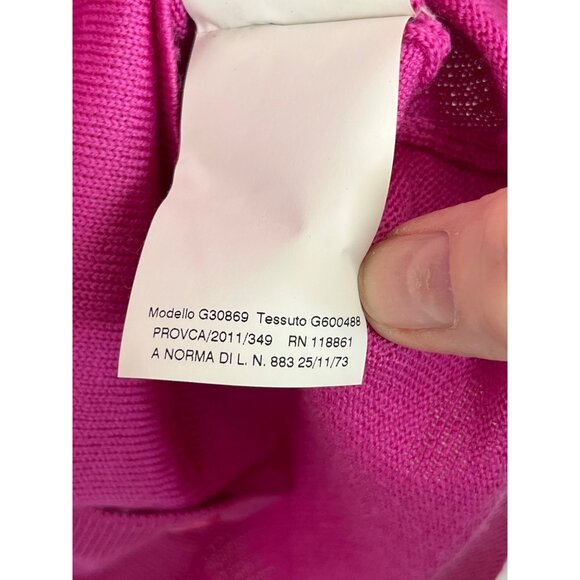 Modello G30869 Tessuto G600488
PROVCA/2011/349 RN 118861
A NORMA DI L. N. 883 25/11/73